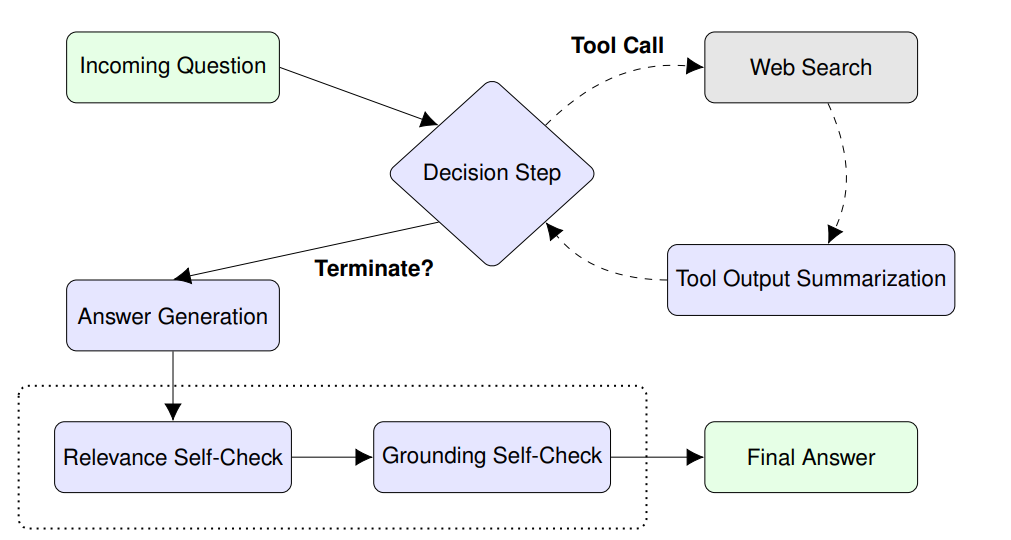 Incoming Question
Tool Call
Web Search
Decision Step
Terminate?
Tool Output Summarization
Answer Generation
Relevance Self-Check
Grounding Self-Check
Final Answer